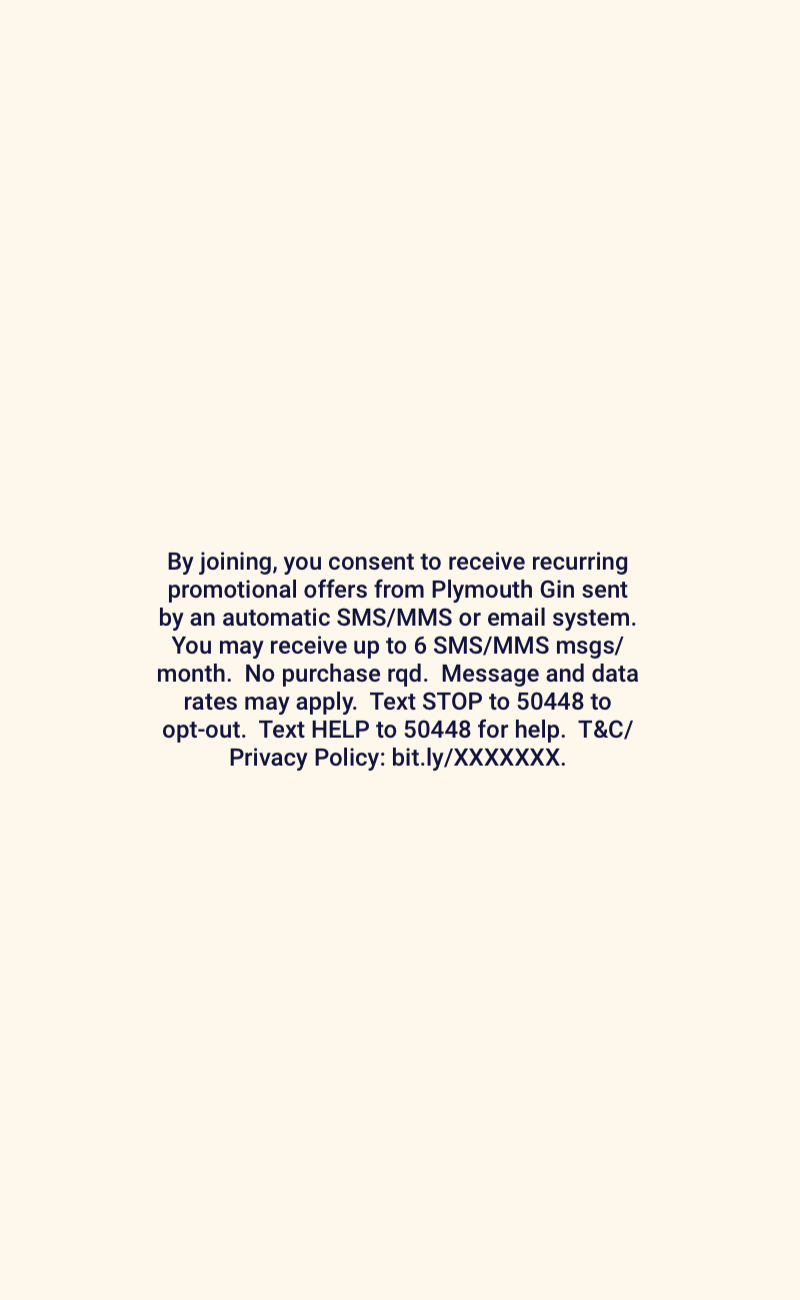 By joining, you consent to receive recurring
promotional offers from Plymouth Gin sent
by an automatic SMS/MMS or email system.
You may receive up to 6 SMS/MMS msgs/
month.  No purchase rqd.  Message and data
rates may apply.  Text STOP to 50448 to
opt-out.  Text HELP to 50448 for help.  T&C/
Privacy Policy: bit.ly/XXXXXXX.